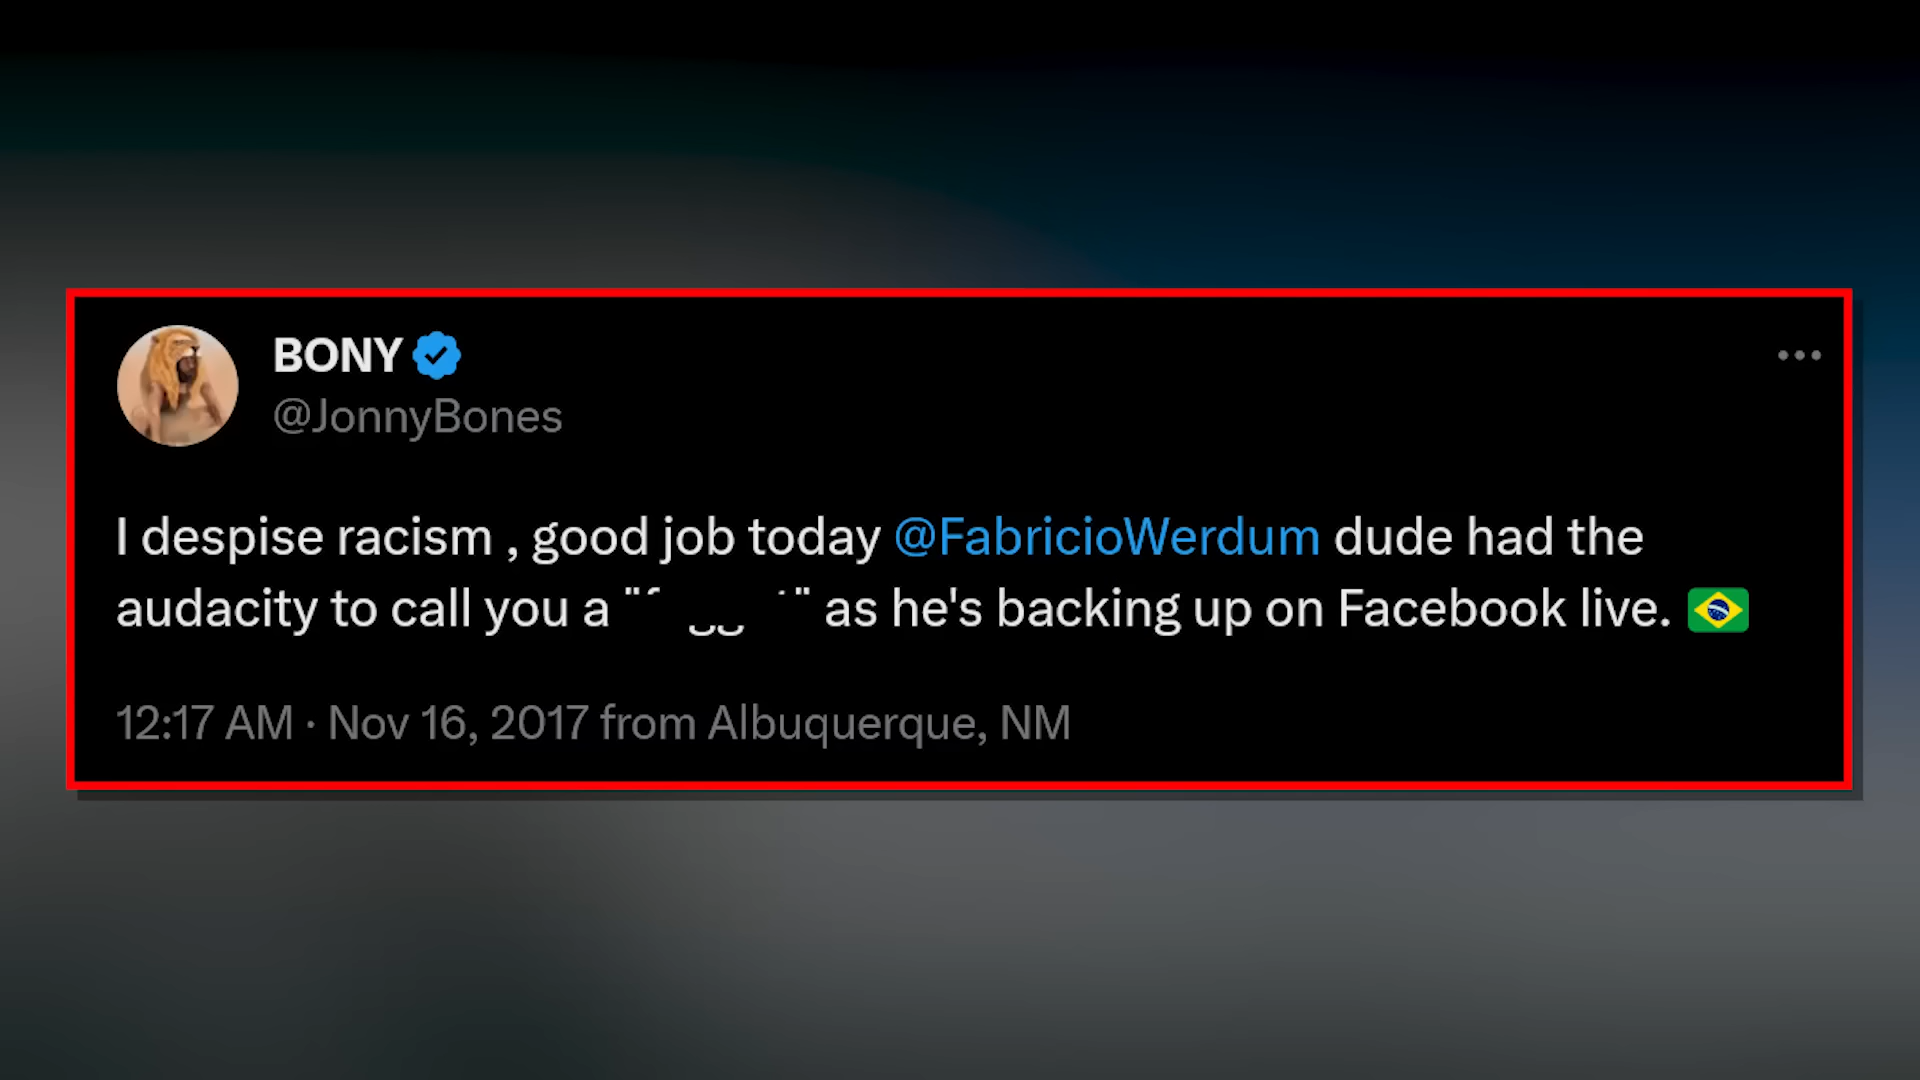 BONY
@JonnyBones
I despise racism , good job today @FabricioWerdum dude had the
audacity to call you a " " as he's backing up on Facebook live.
12:17 AM · Nov 16, 2017 from Albuquerque, NM